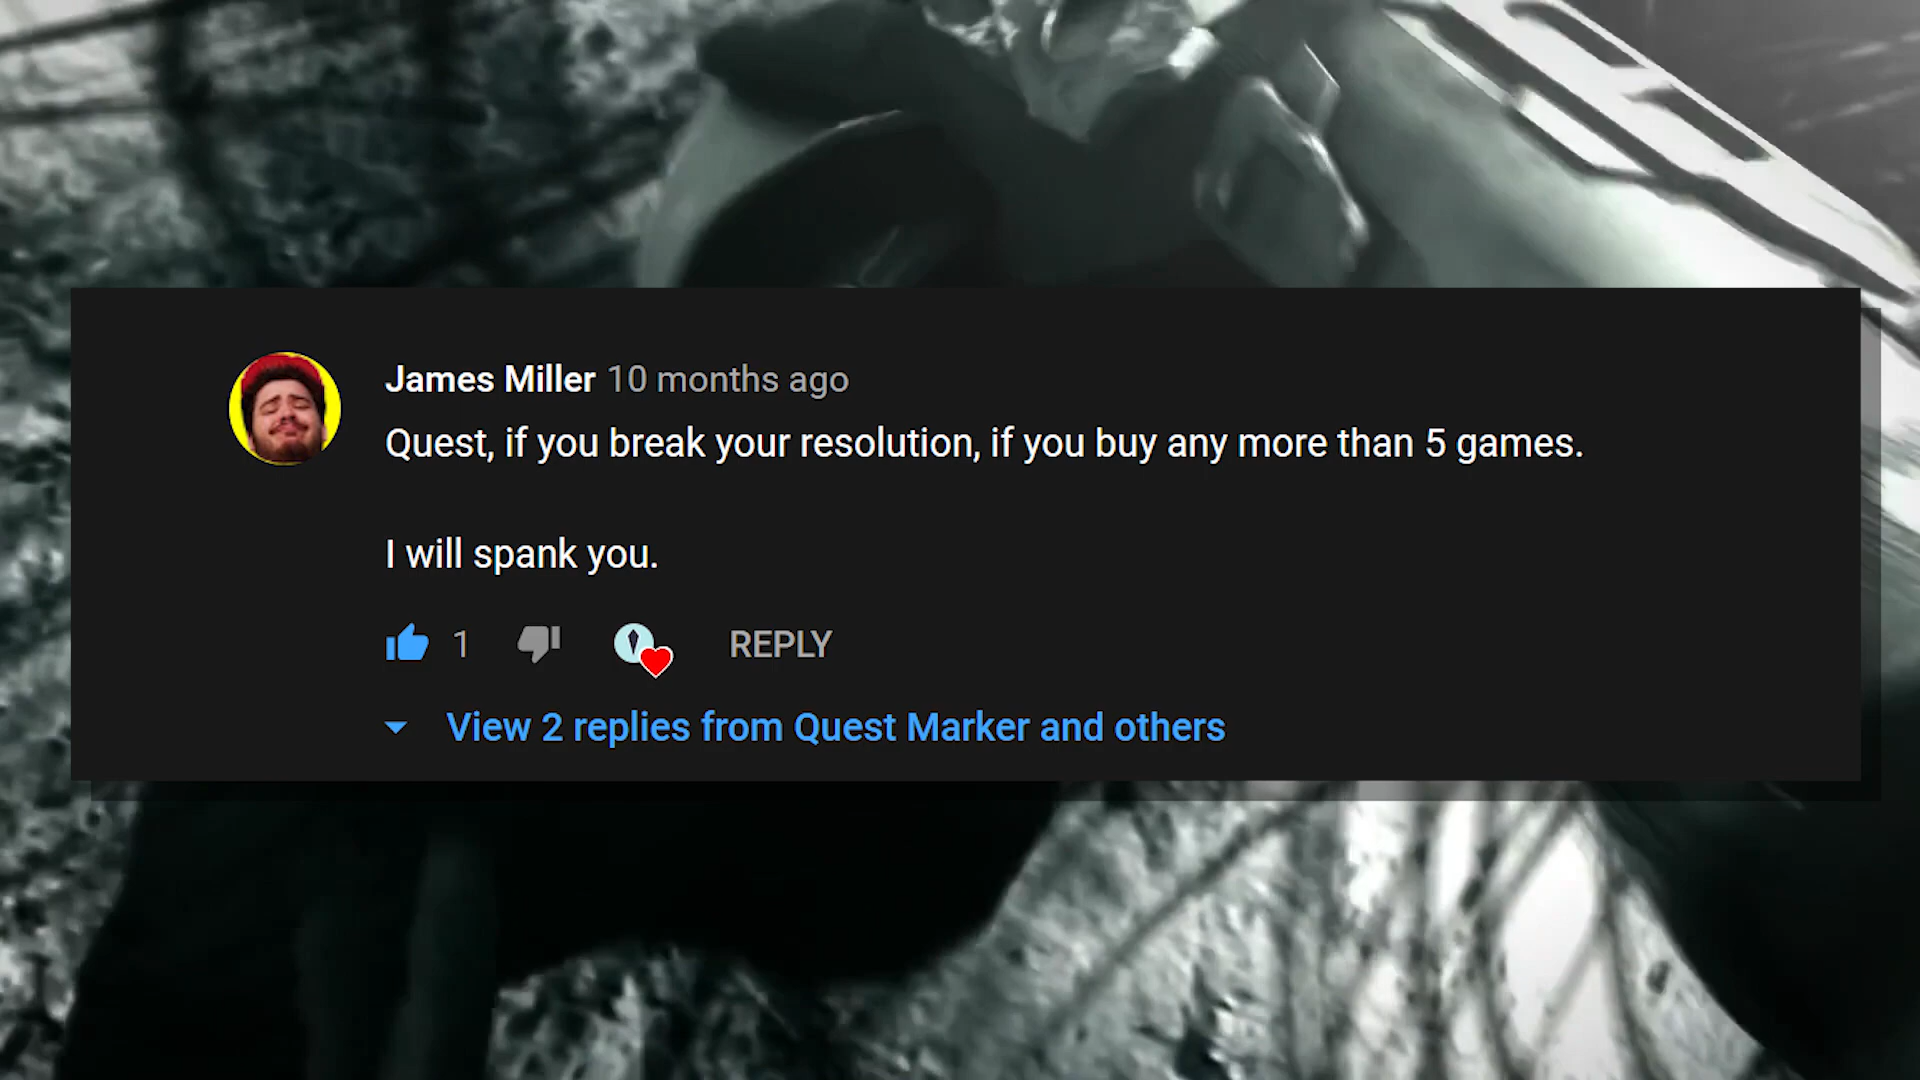 James Miller 10 months ago
Quest, if you break your resolution, if you buy any more than 5 games.
I will spank you.
1 REPLY
View 2 replies from Quest Marker and others